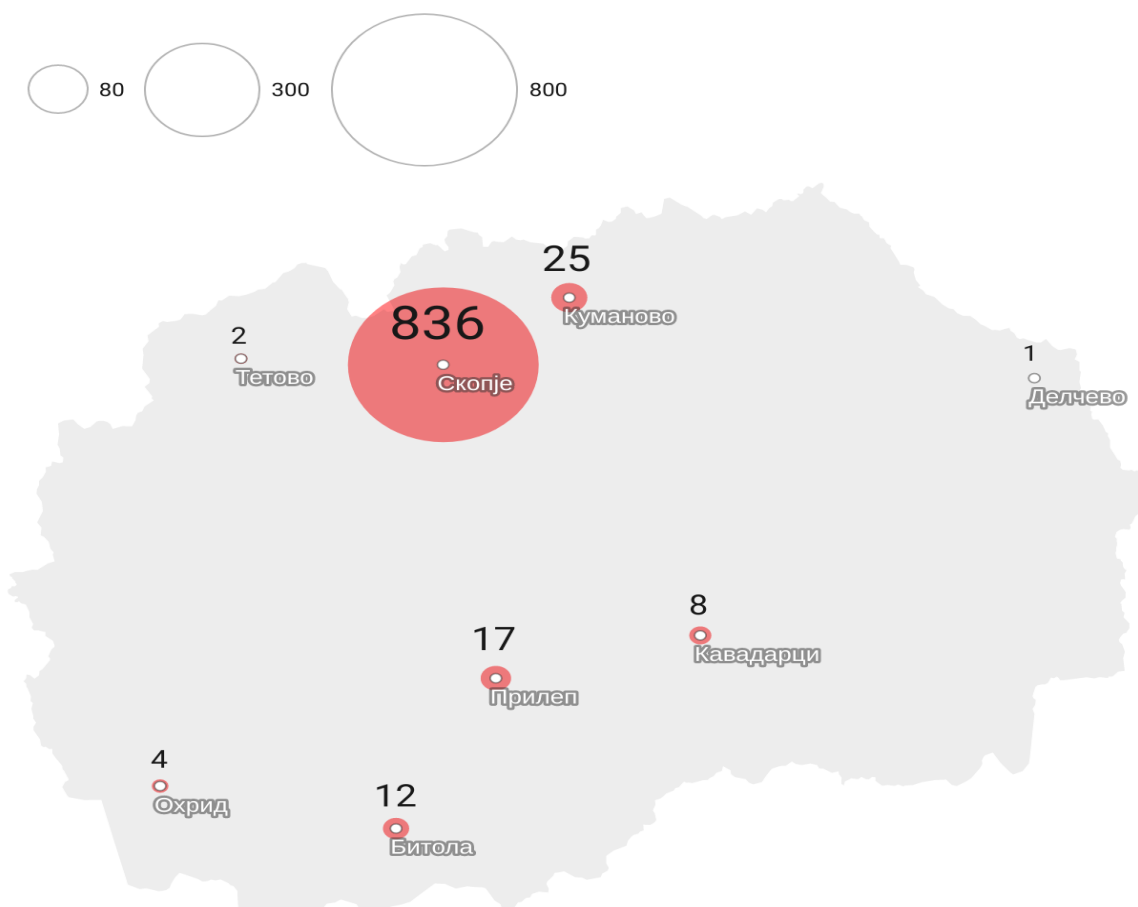 80
300
800
25
Куманово
836
Скопје
2
Тетово
1
Делчево
8
Кавадарци
17
Прилеп
4
Охрид
12
Битола